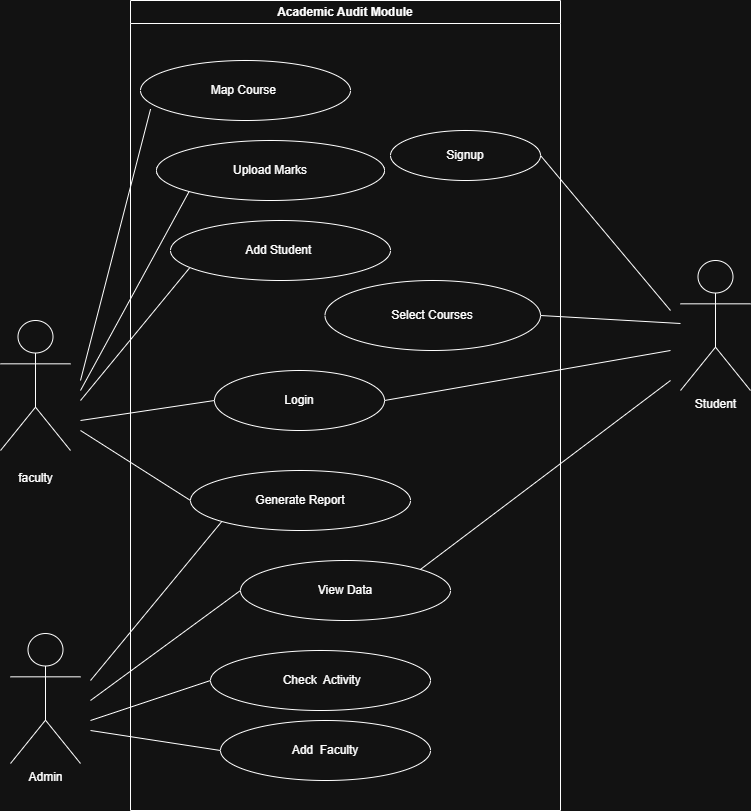 Academic Audit Module
Map Course
Signup
Upload Marks
Add Student
Select Courses
Login
Student
faculty
Generate Report
View Data
Check  Activity
Add  Faculty
Admin